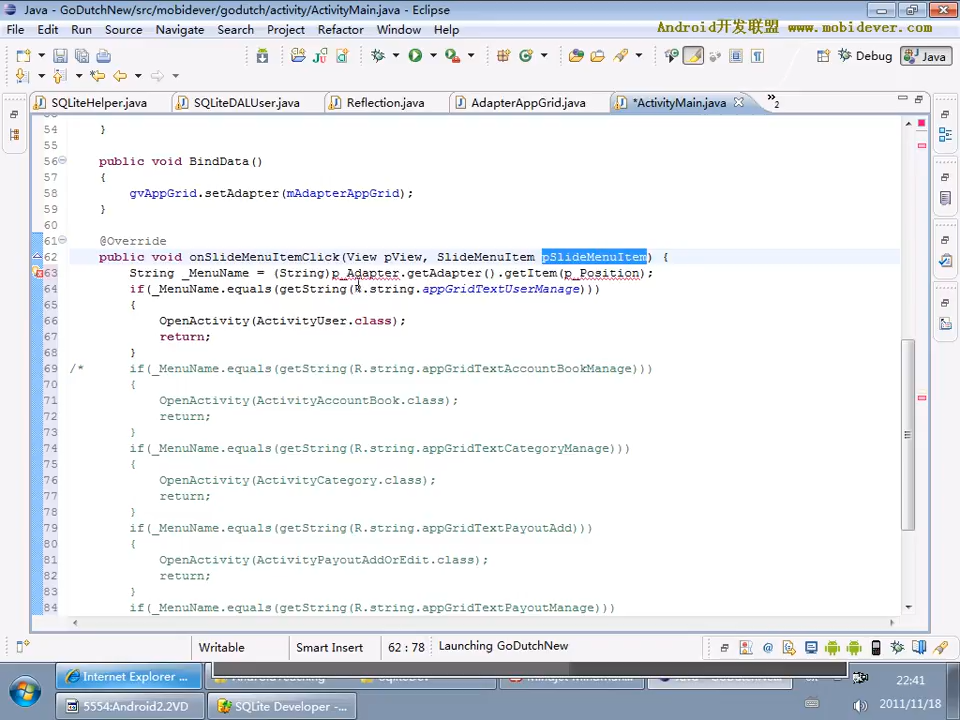 Java - GoDutchNew/src/mobidever/godutch/activity/ActivityMain.java - Eclipse
File Edit Run Source Navigate Search Project Refactor Window Help
Android开发联盟 www.mobidever.com
Debug Java
SQLiteHelper.java SQLiteDALUser.java Reflection.java AdapterAppGrid.java *ActivityMain.java »2
54 }
55
56 public void BindData()
57 {
58 gvAppGrid.setAdapter(mAdapterAppGrid);
59 }
60
61 @Override
62 public void onSlideMenuItemClick(View pView, SlideMenuItem pSlideMenuItem) {
63 String _MenuName = (String)p_Adapter.getAdapter().getItem(p_Position);
64 if(_MenuName.equals(getString(R.string.appGridTextUserManage)))
65 {
66 OpenActivity(ActivityUser.class);
67 return;
68 }
69 /* if(_MenuName.equals(getString(R.string.appGridTextAccountBookManage)))
70 {
71 OpenActivity(ActivityAccountBook.class);
72 return;
73 }
74 if(_MenuName.equals(getString(R.string.appGridTextCategoryManage)))
75 {
76 OpenActivity(ActivityCategory.class);
77 return;
78 }
79 if(_MenuName.equals(getString(R.string.appGridTextPayoutAdd)))
80 {
81 OpenActivity(ActivityPayoutAddOrEdit.class);
82 return;
83 }
84 if(_MenuName.equals(getString(R.string.appGridTextPayoutManage)))
Writable Smart Insert 62 : 78 Launching GoDutchNew
Internet Explorer ...
22:41
5554:Android2.2VD SQLite Developer - ...
2011/11/18